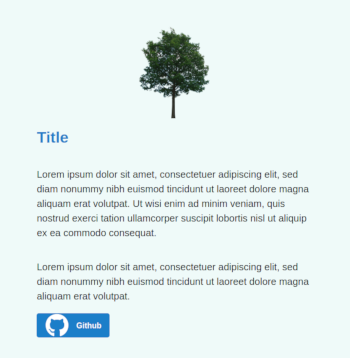 Title
Lorem ipsum dolor sit amet, consectetuer adipiscing elit, sed
diam nonummy nibh euismod tincidunt ut laoreet dolore magna
aliquam erat volutpat. Ut wisi enim ad minim veniam, quis
nostrud exerci tation ullamcorper suscipit lobortis nisl ut aliquip
ex ea commodo consequat.
Lorem ipsum dolor sit amet, consectetuer adipiscing elit, sed
diam nonummy nibh euismod tincidunt ut laoreet dolore magna
aliquam erat volutpat.
Github